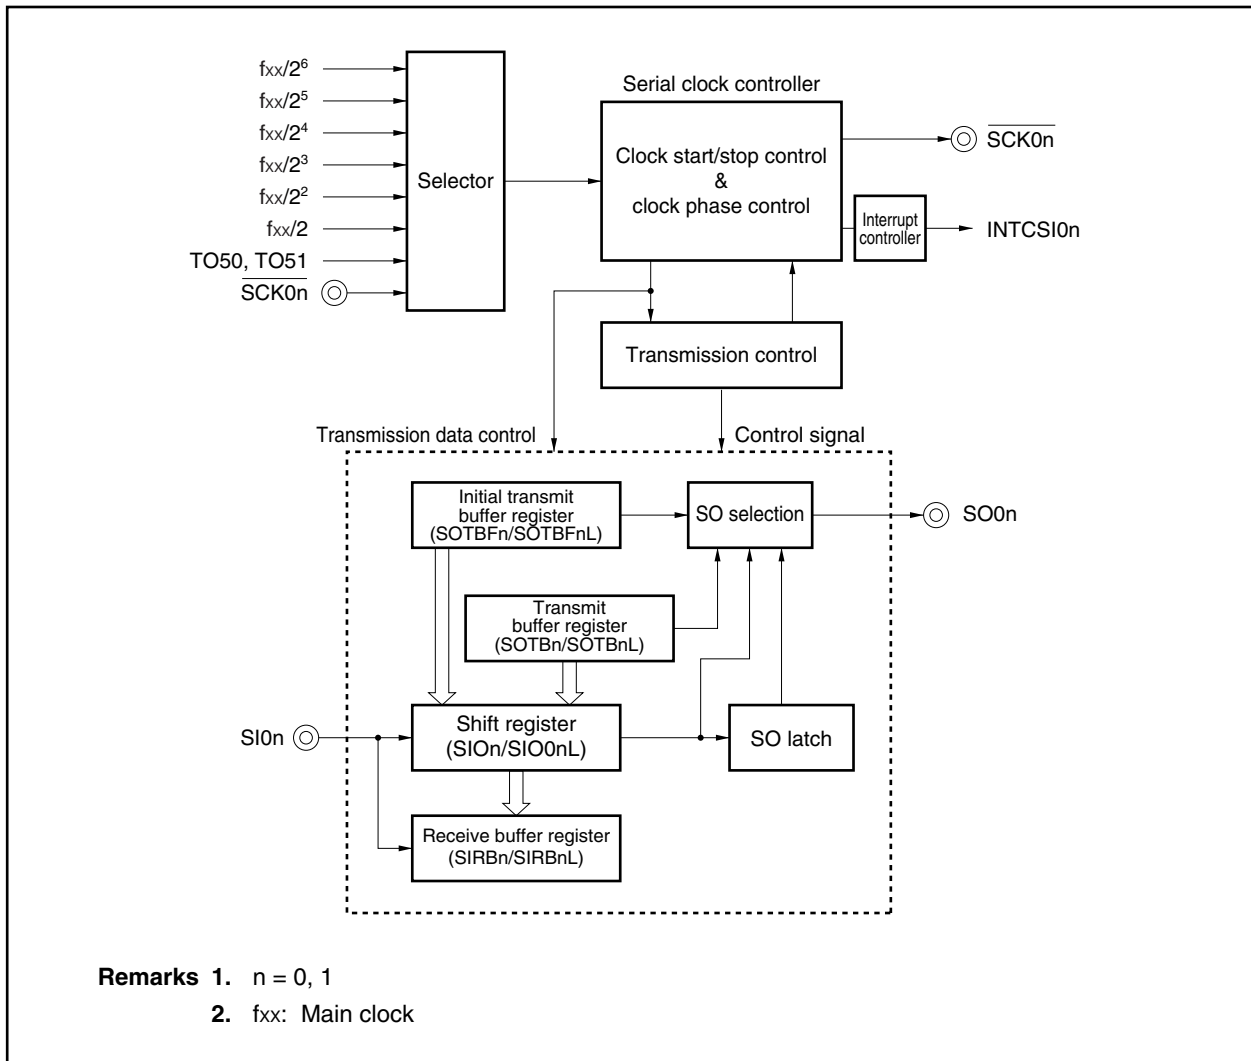 fxx/2⁶
fxx/2⁵
fxx/2⁴
fxx/2³
fxx/2²
fxx/2
TO50, TO51
SCK0n
Selector
Serial clock controller
Clock start/stop control
&
clock phase control
SCK0n
Interrupt
controller
INTCSI0n
Transmission control
Transmission data control
Control signal
Initial transmit
buffer register
(SOTBFn/SOTBFnL)
SO selection
SO0n
Transmit
buffer register
(SOTBn/SOTBnL)
SI0n
Shift register
(SIOn/SIO0nL)
SO latch
Receive buffer register
(SIRBn/SIRBnL)
Remarks 1. n = 0, 1
2. fxx: Main clock